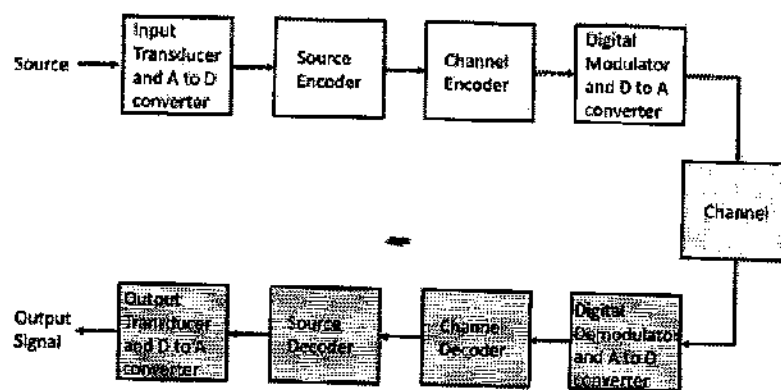 Source
Input
Transducer
and A to D
converter
Source
Encoder
Channel
Encoder
Digital
Modulator
and D to A
converter
Channel
Output
Signal
Output
Transducer
and D to A
converter
Source
Decoder
Channel
Decoder
Digital
Demodulator
and A to D
converter